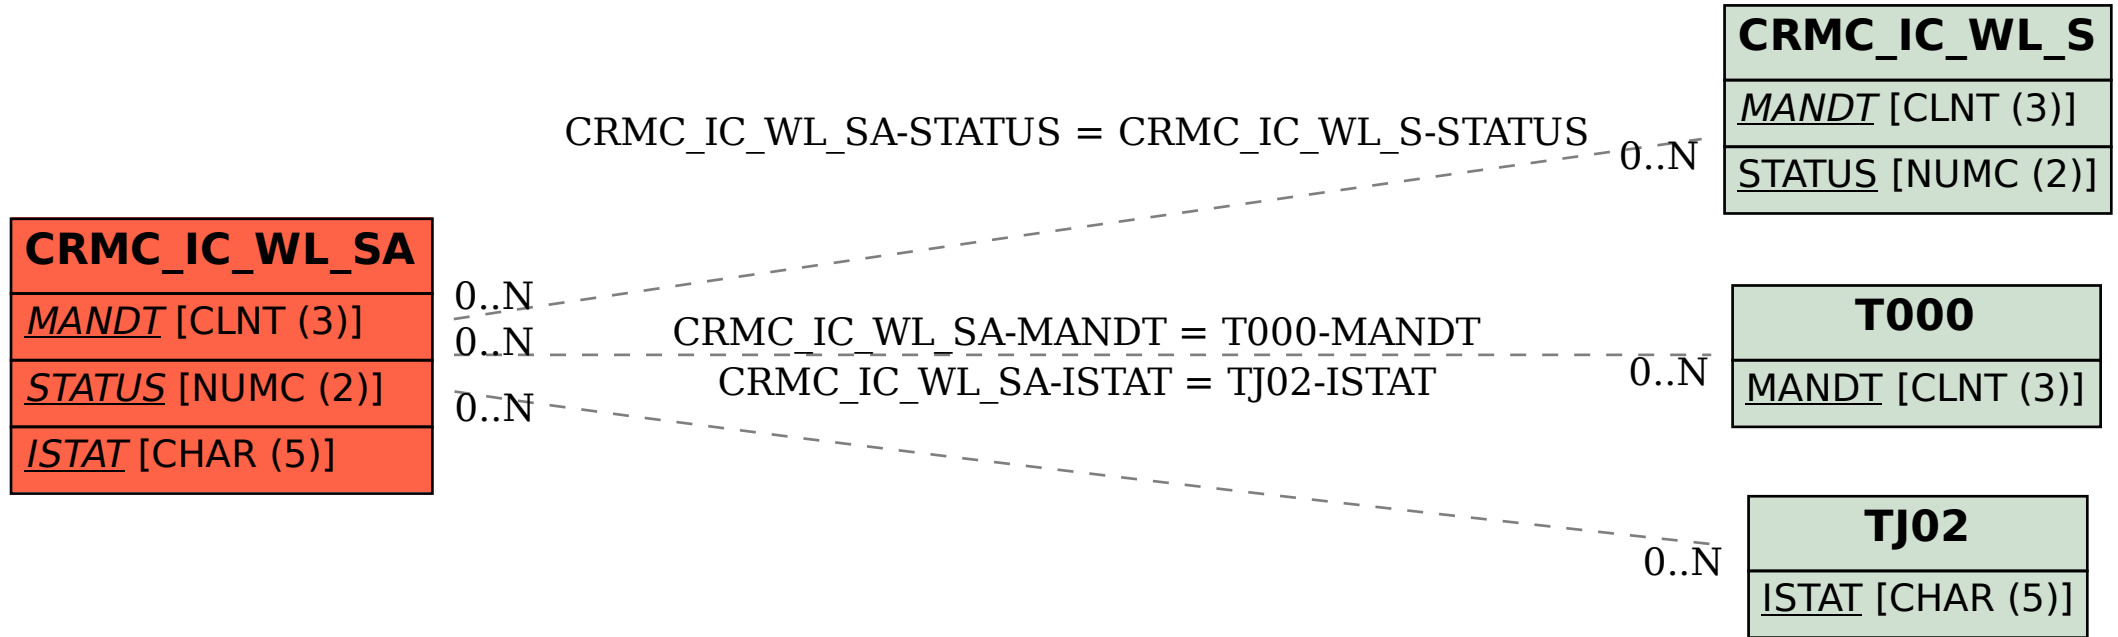 CRMC_IC_WL_S
MANDT [CLNT (3)]
STATUS [NUMC (2)]
CRMC_IC_WL_SA-STATUS = CRMC_IC_WL_S-STATUS
0..N
CRMC_IC_WL_SA
MANDT [CLNT (3)]
STATUS [NUMC (2)]
ISTAT [CHAR (5)]
0..N
0..N
0..N
CRMC_IC_WL_SA-MANDT = T000-MANDT
CRMC_IC_WL_SA-ISTAT = TJ02-ISTAT
0..N
T000
MANDT [CLNT (3)]
0..N
TJ02
ISTAT [CHAR (5)]